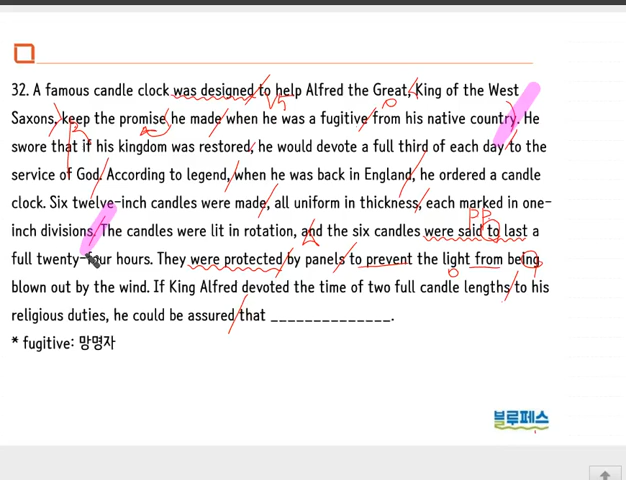 32. A famous candle clock was designed to help Alfred the Great, King of the West
Saxons, keep the promise he made when he was a fugitive from his native country. He
swore that if his kingdom was restored, he would devote a full third of each day to the
service of God. According to legend, when he was back in England, he ordered a candle
clock. Six twelve-inch candles were made, all uniform in thickness, each marked in one-
inch divisions. The candles were lit in rotation, and the six candles were said to last a
full twenty-four hours. They were protected by panels to prevent the light from being
blown out by the wind. If King Alfred devoted the time of two full candle lengths to his
religious duties, he could be assured that ______________.
* fugitive: 망명자
블루페스